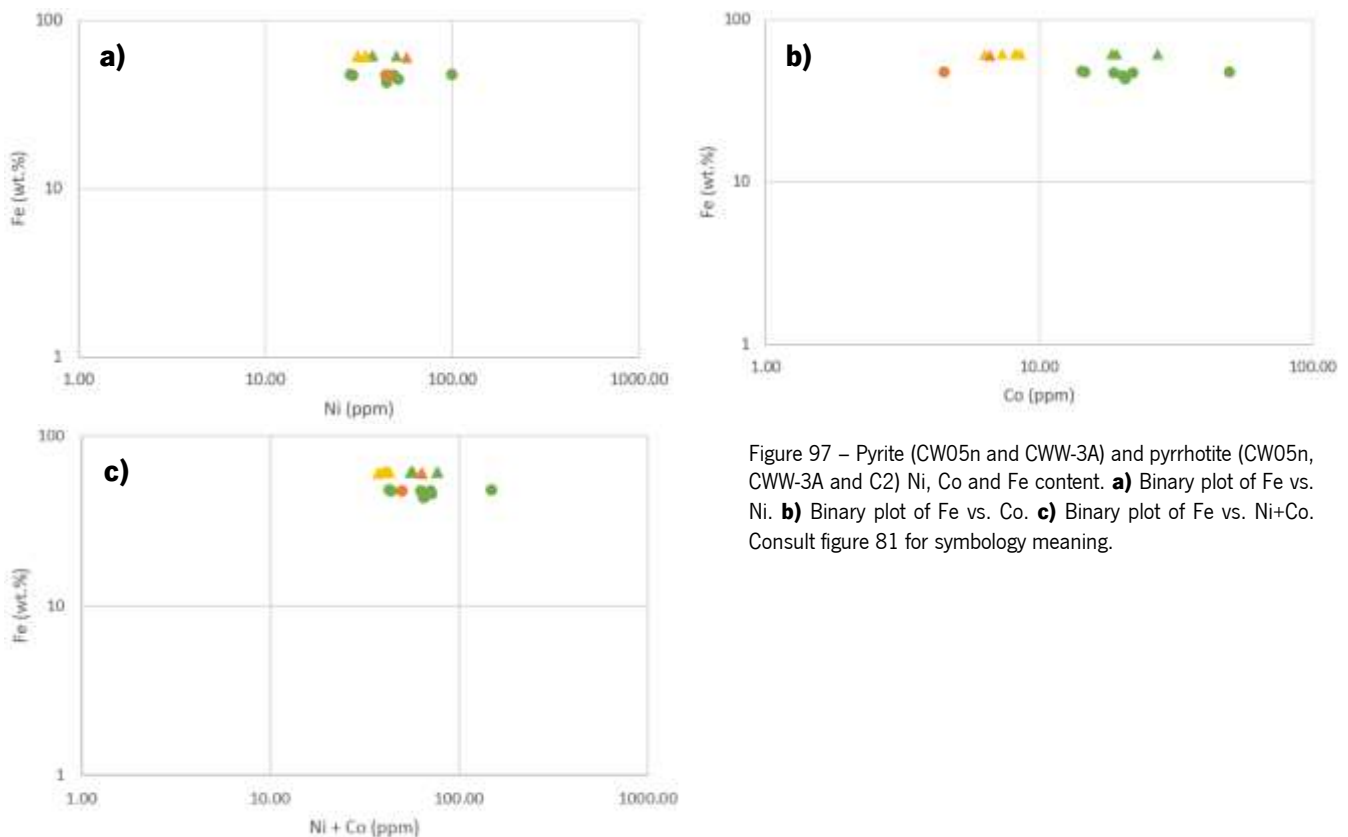 100
a)
Fe (wt.%)
10
1
1.00
10.00
100.00
1000.00
Ni (ppm)
100
b)
Fe (wt.%)
10
1
1.00
10.00
100.00
Co (ppm)
100
c)
Fe (wt.%)
10
1
1.00
10.00
100.00
1000.00
Ni + Co (ppm)
Figure 97 – Pyrite (CW05n and CWW-3A) and pyrrhotite (CW05n,
CWW-3A and C2) Ni, Co and Fe content. a) Binary plot of Fe vs.
Ni. b) Binary plot of Fe vs. Co. c) Binary plot of Fe vs. Ni+Co.
Consult figure 81 for symbology meaning.